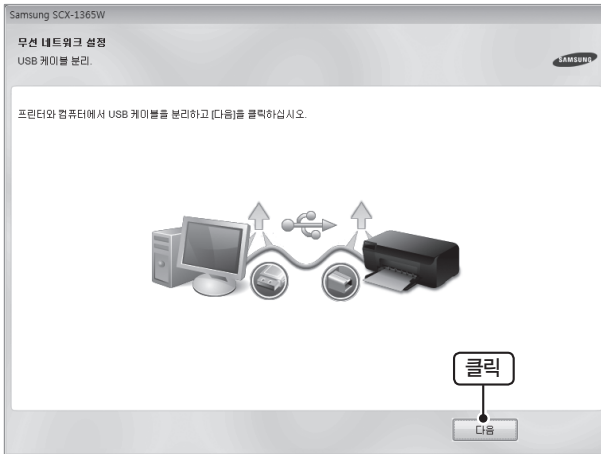 Samsung SCX-1365W
무선 네트워크 설정
USB 케이블 분리.
SAMSUNG
프린터와 컴퓨터에서 USB 케이블을 분리하고 [다음]을 클릭하십시오.
클릭
다음